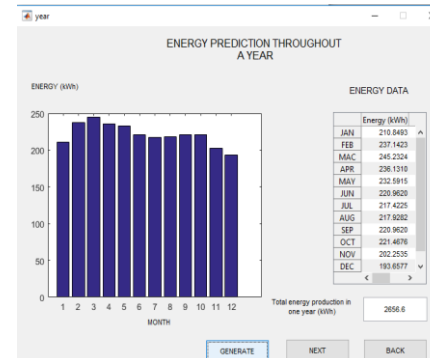 year
ENERGY PREDICTION THROUGHOUT
A YEAR
ENERGY (kWh)
250
200
150
100
50
0
1 2 3 4 5 6 7 8 9 10 11 12
MONTH
ENERGY DATA
Energy (kWh)
JAN 210.8493
FEB 237.1423
MAC 245.2324
APR 236.1310
MAY 232.5915
JUN 220.9620
JUL 217.4225
AUG 217.9282
SEP 220.9620
OCT 221.4676
NOV 202.2535
DEC 193.6577
Total energy production in
one year (kWh)
2656.6
GENERATE NEXT BACK